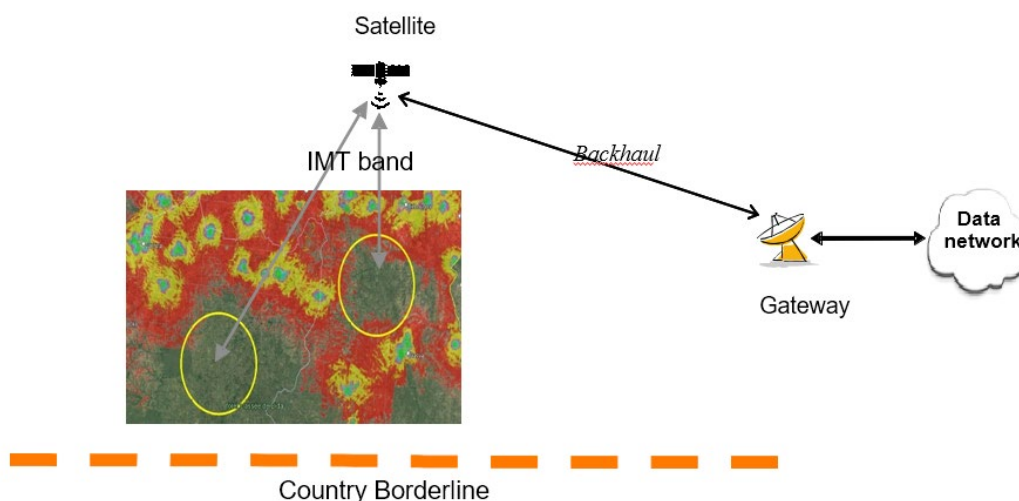 Satellite
IMT band
Backhaul
Data
network
Gateway
Country Borderline